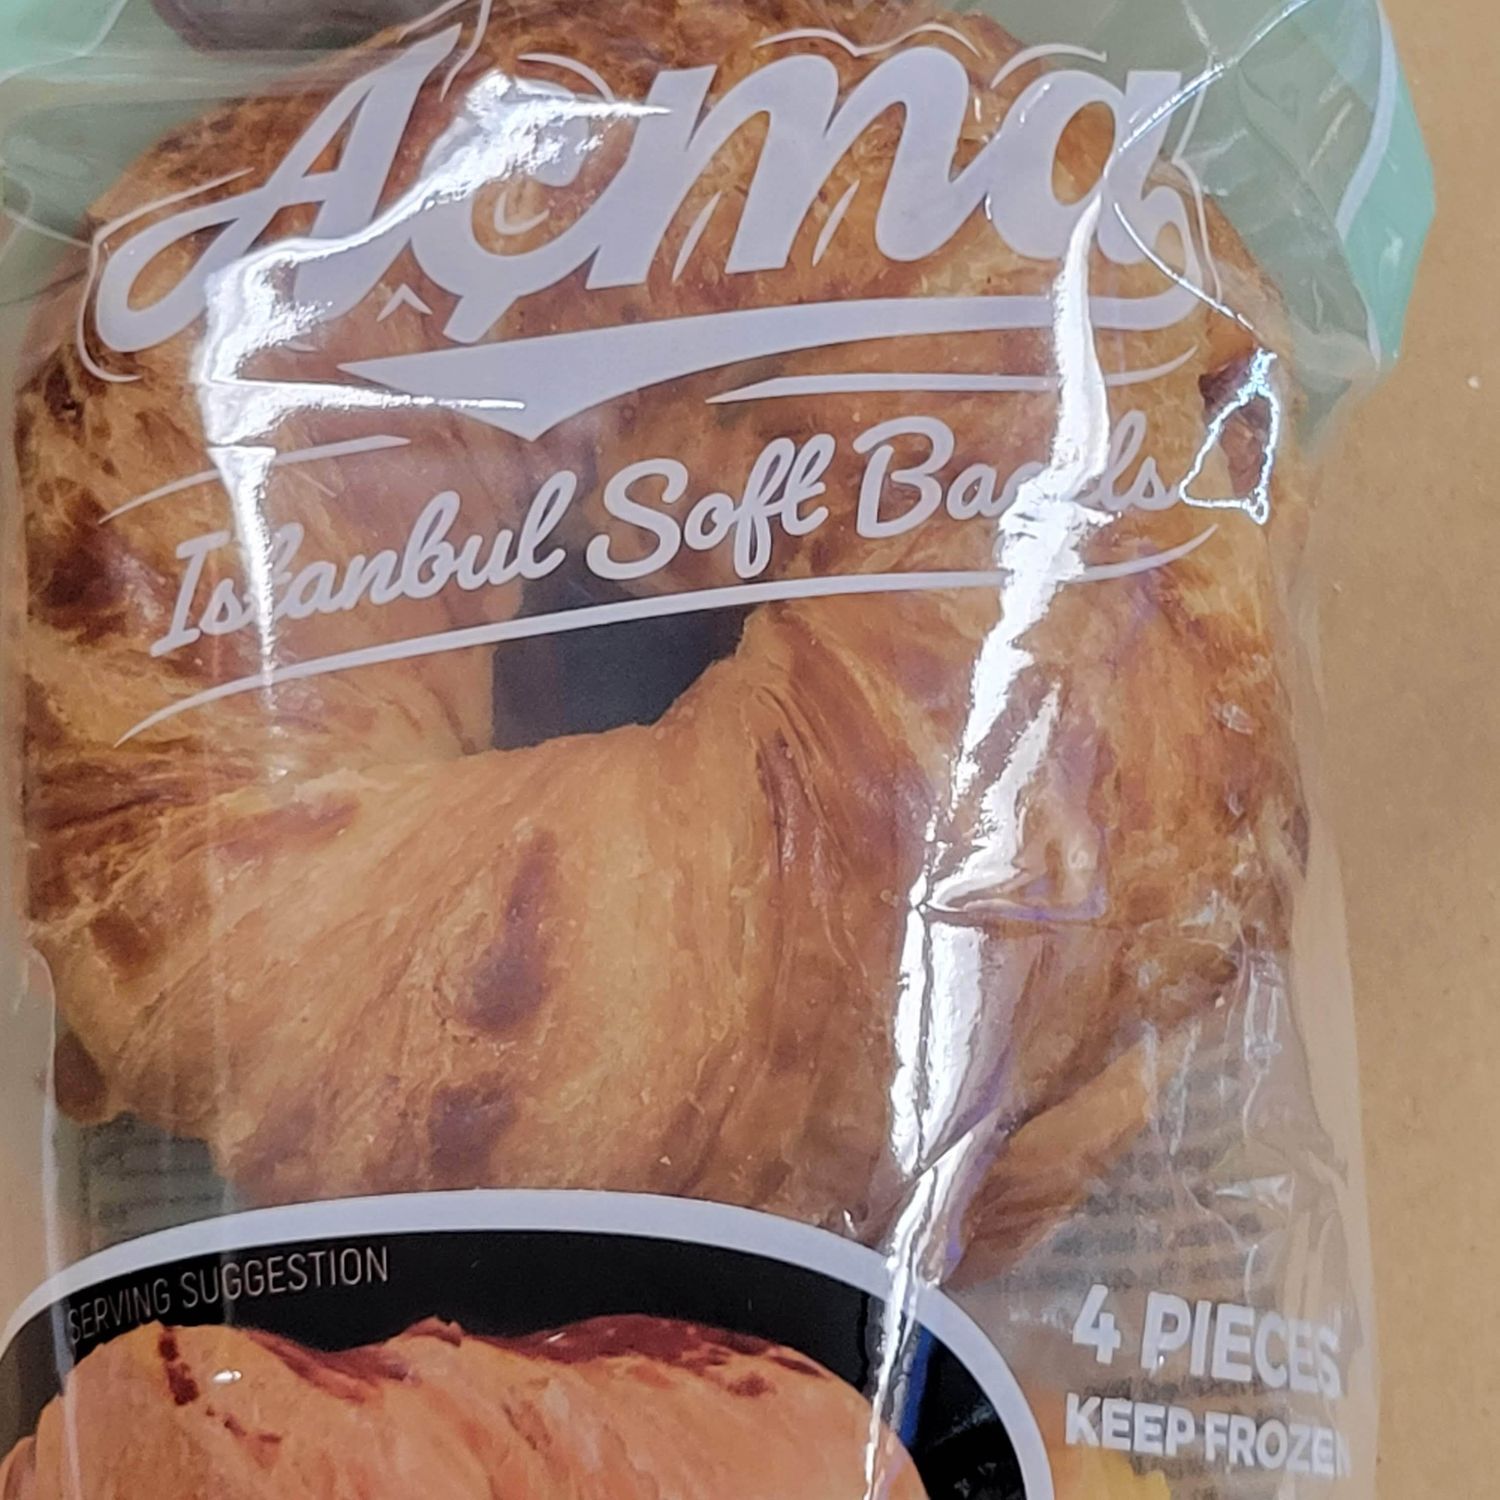 Açma
Istanbul Soft Bagels
SERVING SUGGESTION
4 PIECES
KEEP FROZEN